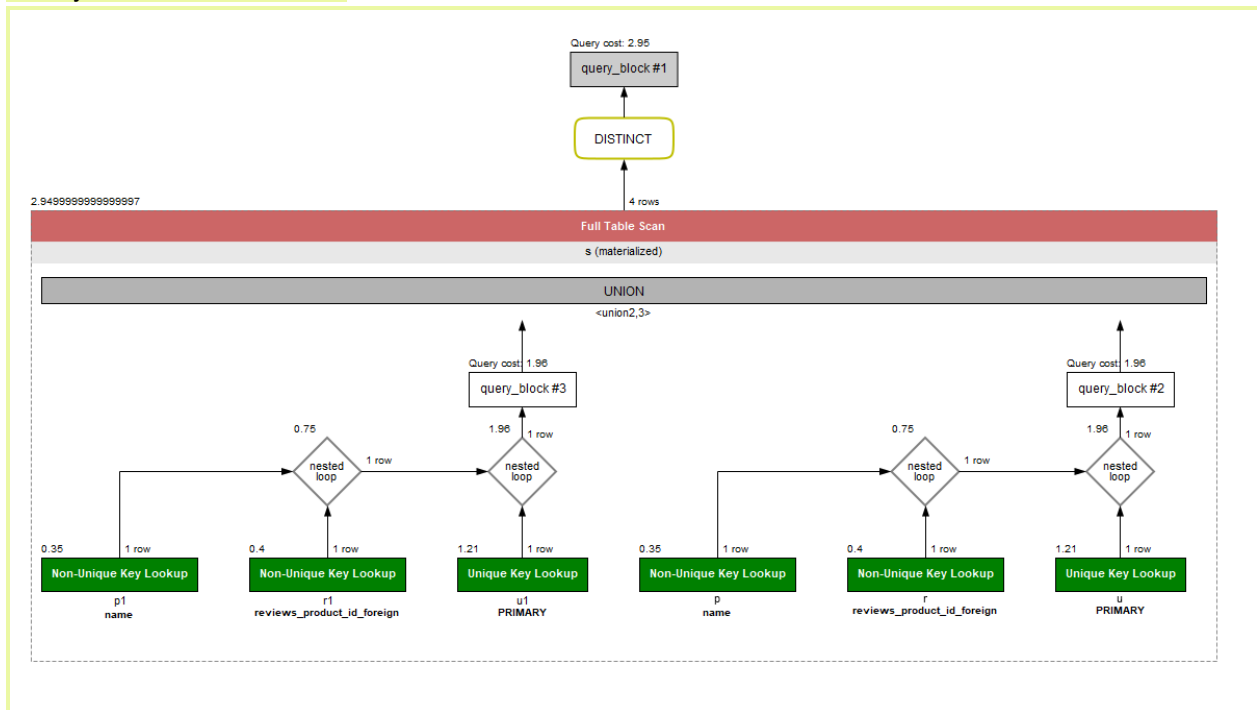 Query cost: 2.95
query_block #1
DISTINCT
2.9499999999999997
4 rows
Full Table Scan
s (materialized)
UNION
<union2,3>
Query cost: 1.96
Query cost: 1.96
query_block #3
query_block #2
0.75
1.96
1 row
0.75
1.96
1 row
nested loop
1 row
nested loop
nested loop
1 row
nested loop
0.35
1 row
0.4
1 row
1.21
1 row
0.35
1 row
0.4
1 row
1.21
1 row
Non-Unique Key Lookup
Non-Unique Key Lookup
Unique Key Lookup
Non-Unique Key Lookup
Non-Unique Key Lookup
Unique Key Lookup
p1
r1
u1
p
r
u
name
reviews_product_id_foreign
PRIMARY
name
reviews_product_id_foreign
PRIMARY